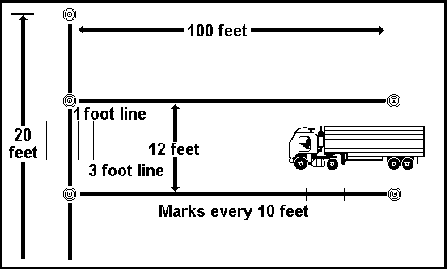 100 feet
1 foot line
20
feet
12 feet
3 foot line
Marks every 10 feet